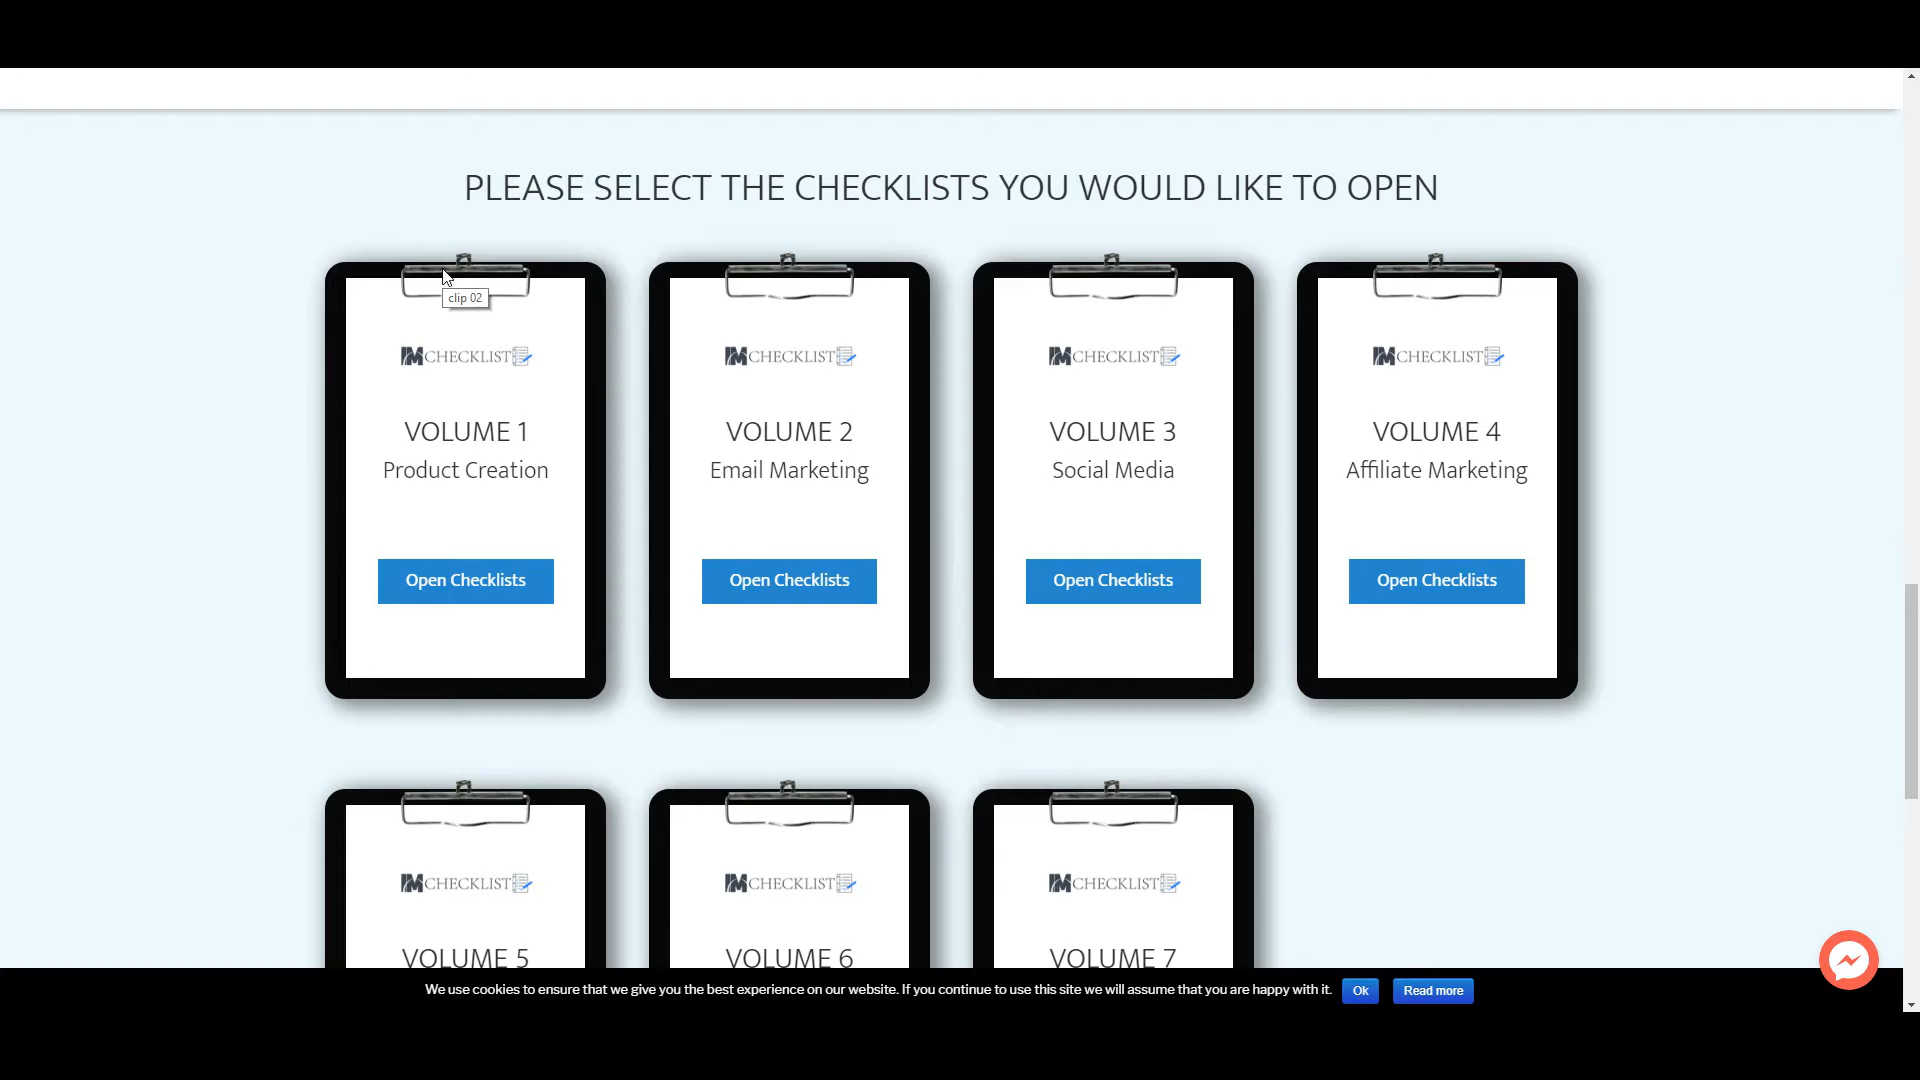 PLEASE SELECT THE CHECKLISTS YOU WOULD LIKE TO OPEN
clip 02
IMCHECKLIST
IMCHECKLIST
IMCHECKLIST
IMCHECKLIST
VOLUME 1
VOLUME 2
VOLUME 3
VOLUME 4
Product Creation
Email Marketing
Social Media
Affiliate Marketing
Open Checklists
Open Checklists
Open Checklists
Open Checklists
IMCHECKLIST
IMCHECKLIST
IMCHECKLIST
VOLUME 5
VOLUME 6
VOLUME 7
We use cookies to ensure that we give you the best experience on our website. If you continue to use this site we will assume that you are happy with it.
Ok
Read more